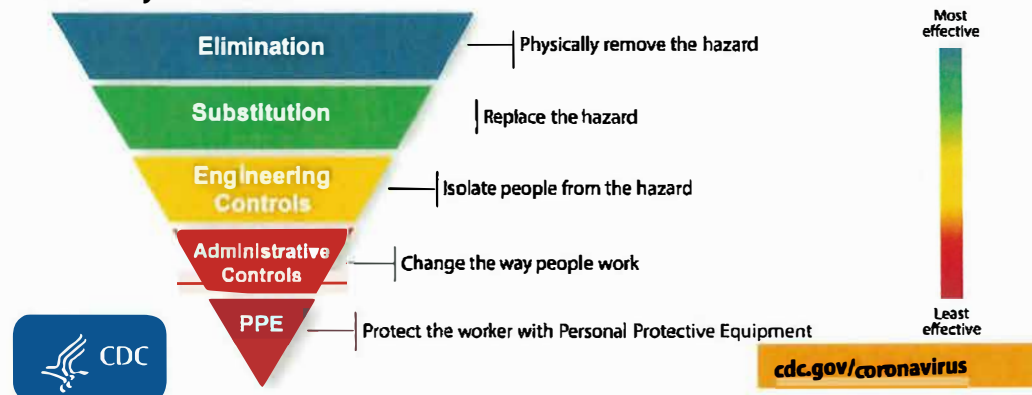 Most
effective
Elimination
Physically remove the hazard
Substitution
Replace the hazard
Engineering
Controls
Isolate people from the hazard
Administrative
Controls
Change the way people work
PPE
Protect the worker with Personal Protective Equipment
Least
effective
CDC
cdc.gov/coronavirus